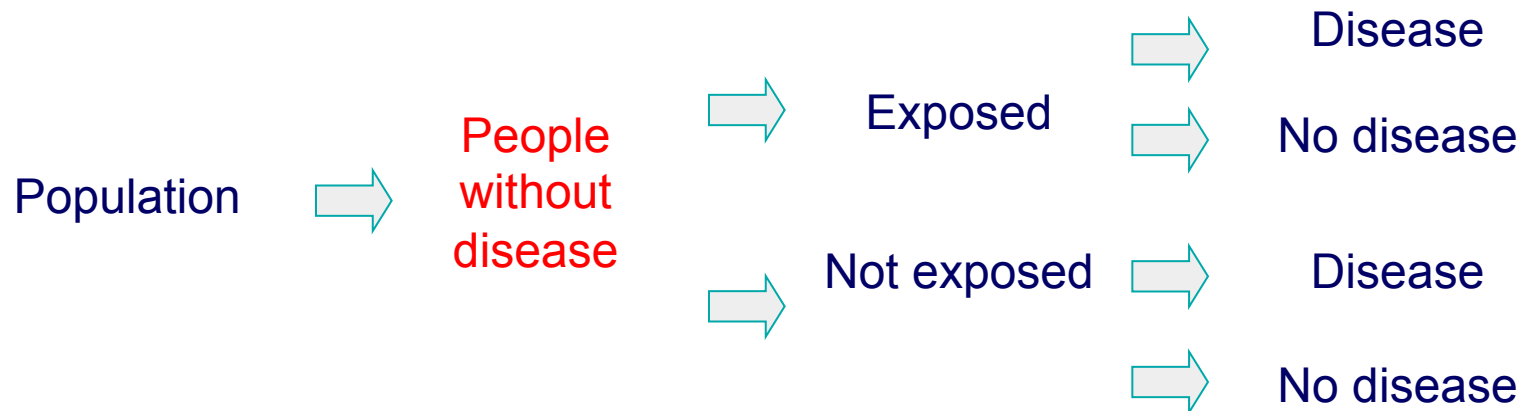 Population
People
without
disease
Exposed
Not exposed
Disease
No disease
Disease
No disease